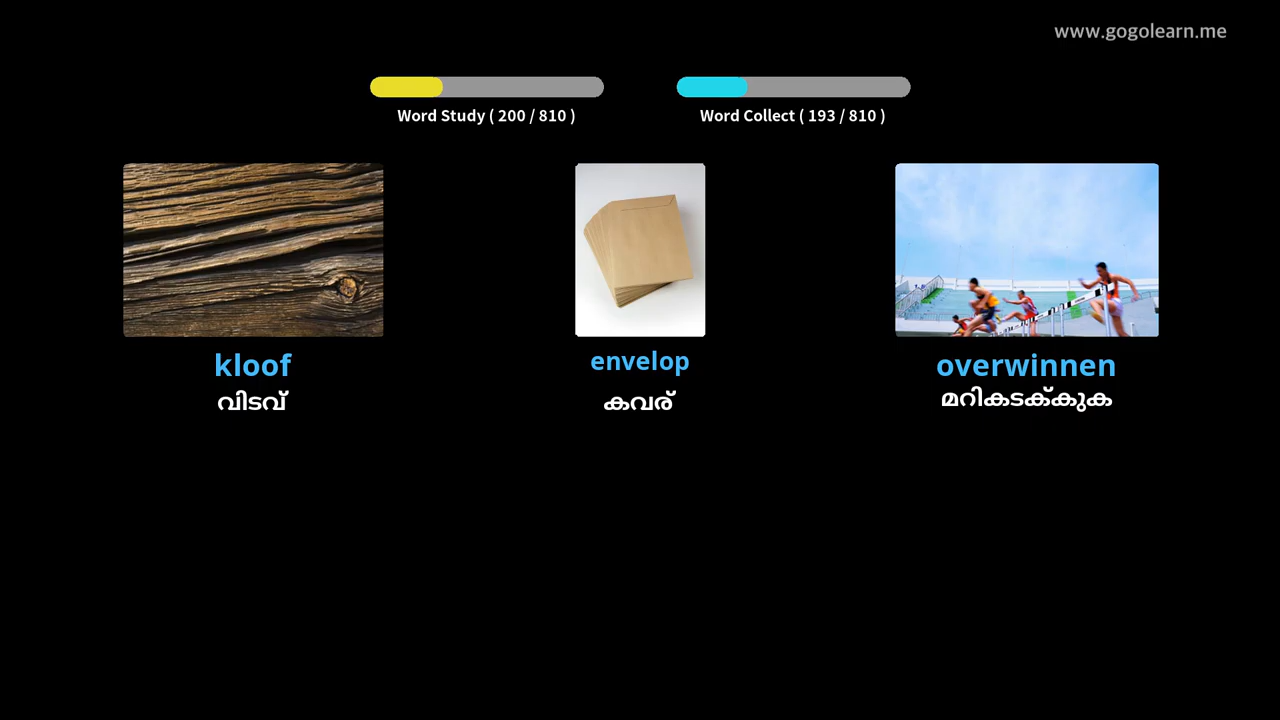 www.gogolearn.me
Word Study ( 200 / 810 )
Word Collect ( 193 / 810 )
kloof
വിടവ്
envelop
കവര്
overwinnen
മറികടക്കുക